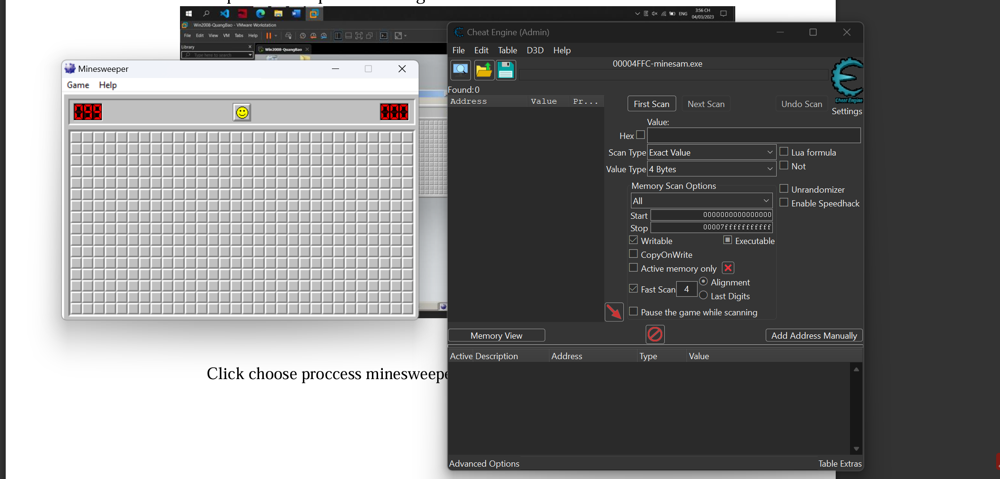 3:56 CH
ENG
04/03/2023
Win2008-QuangBao - VMware Workstation
File Edit View VM Tabs Help
Library
Type here to search
Win2008-QuangBao
Minesweeper
Game Help
Cheat Engine (Admin)
File Edit Table D3D Help
00004FFC-minesam.exe
Found:0
Address Value Pr...
First Scan Next Scan Undo Scan
Cheat Engine
Settings
Value:
Hex
Scan Type Exact Value
Lua formula
Value Type 4 Bytes
Not
Memory Scan Options
All
Unrandomizer
Enable Speedhack
Start 0000000000000000
Stop 00007fffffffffff
Writable Executable
CopyOnWrite
Active memory only
Fast Scan 4 Alignment
Last Digits
Pause the game while scanning
Memory View
Add Address Manually
Active Description Address Type Value
Click choose proccess minesweepe
Advanced Options
Table Extras